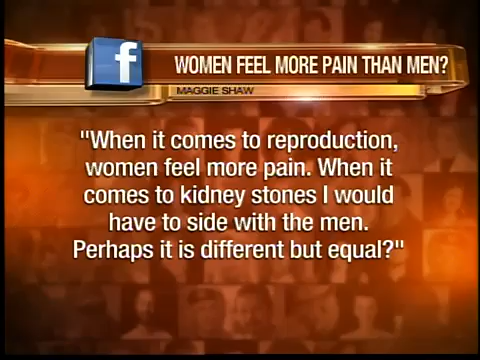 f
WOMEN FEEL MORE PAIN THAN MEN?
MAGGIE SHAW
"When it comes to reproduction,
women feel more pain. When it
comes to kidney stones I would
have to side with the men.
Perhaps it is different but equal?"